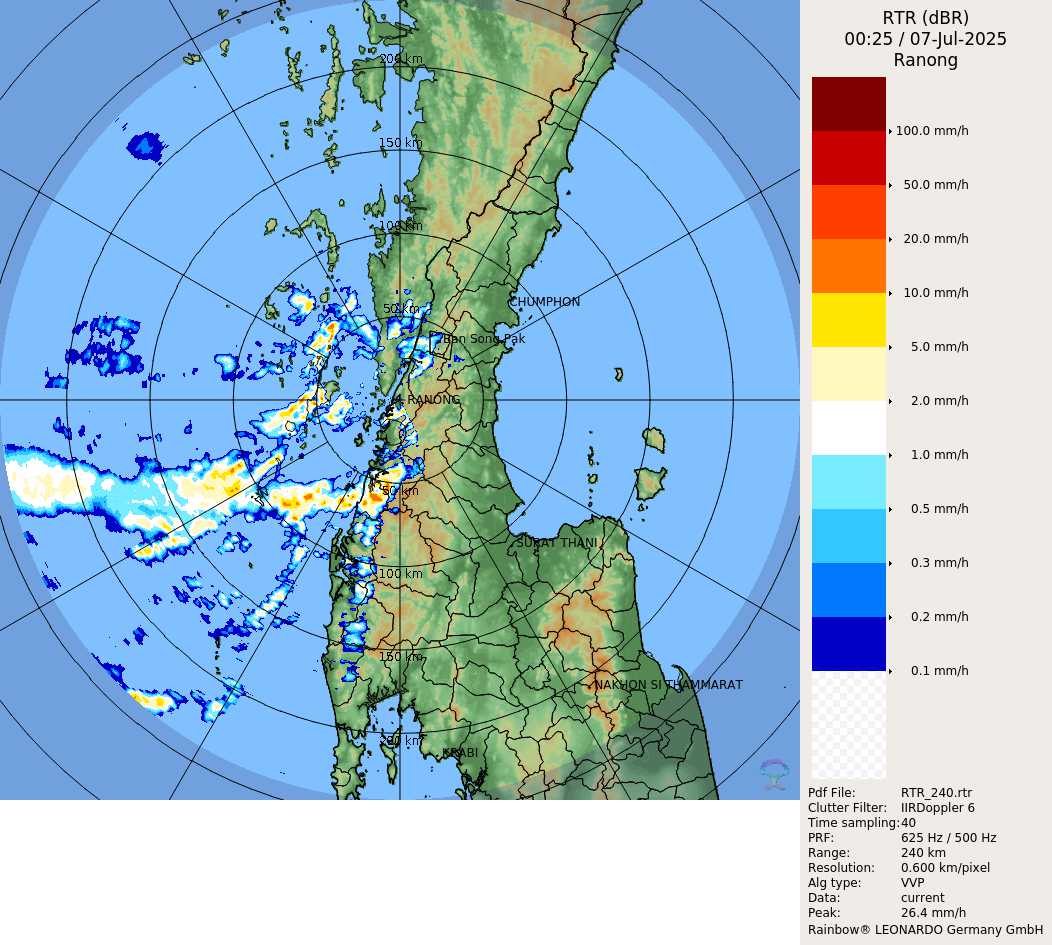 RTR (dBR)
00:25 / 07-Jul-2025
Ranong
200 km
150 km
100 km
50 km
CHUMPHON
Ban Song Pak
RANONG
50 km
SURAT THANI
100 km
150 km
NAKHON SI THAMMARAT
200 km
KRABI
100.0 mm/h
50.0 mm/h
20.0 mm/h
10.0 mm/h
5.0 mm/h
2.0 mm/h
1.0 mm/h
0.5 mm/h
0.3 mm/h
0.2 mm/h
0.1 mm/h
Pdf File: RTR_240.rtr
Clutter Filter: IIRDoppler 6
Time sampling: 40
PRF: 625 Hz / 500 Hz
Range: 240 km
Resolution: 0.600 km/pixel
Alg type: VVP
Data: current
Peak: 26.4 mm/h
Rainbow® LEONARDO Germany GmbH